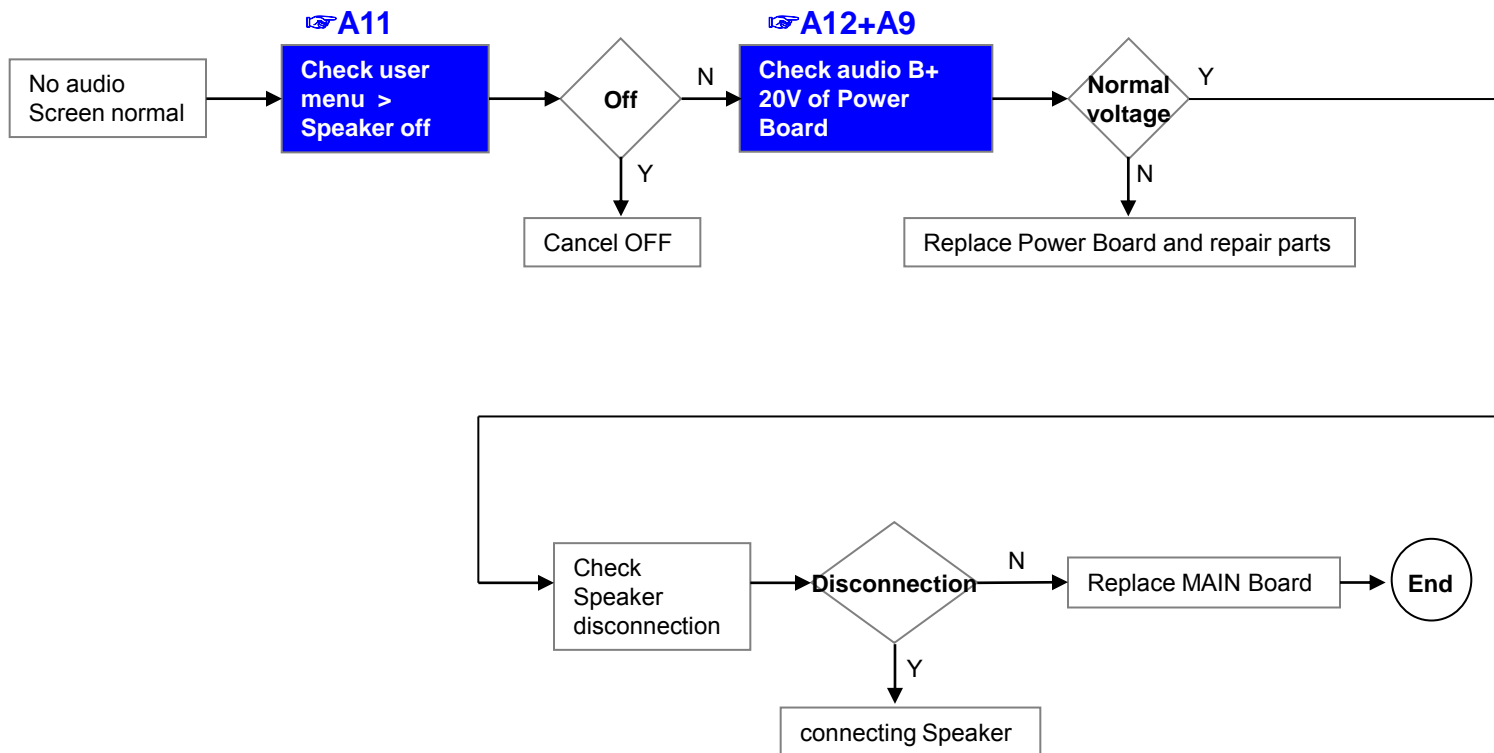 ☞A11
☞A12+A9
No audio
Screen normal
Check user
menu >
Speaker off
Off
N
Check audio B+
20V of Power
Board
Normal
voltage
Y
Y
N
Cancel OFF
Replace Power Board and repair parts
Check
Speaker
disconnection
Disconnection
N
Replace MAIN Board
End
Y
connecting Speaker